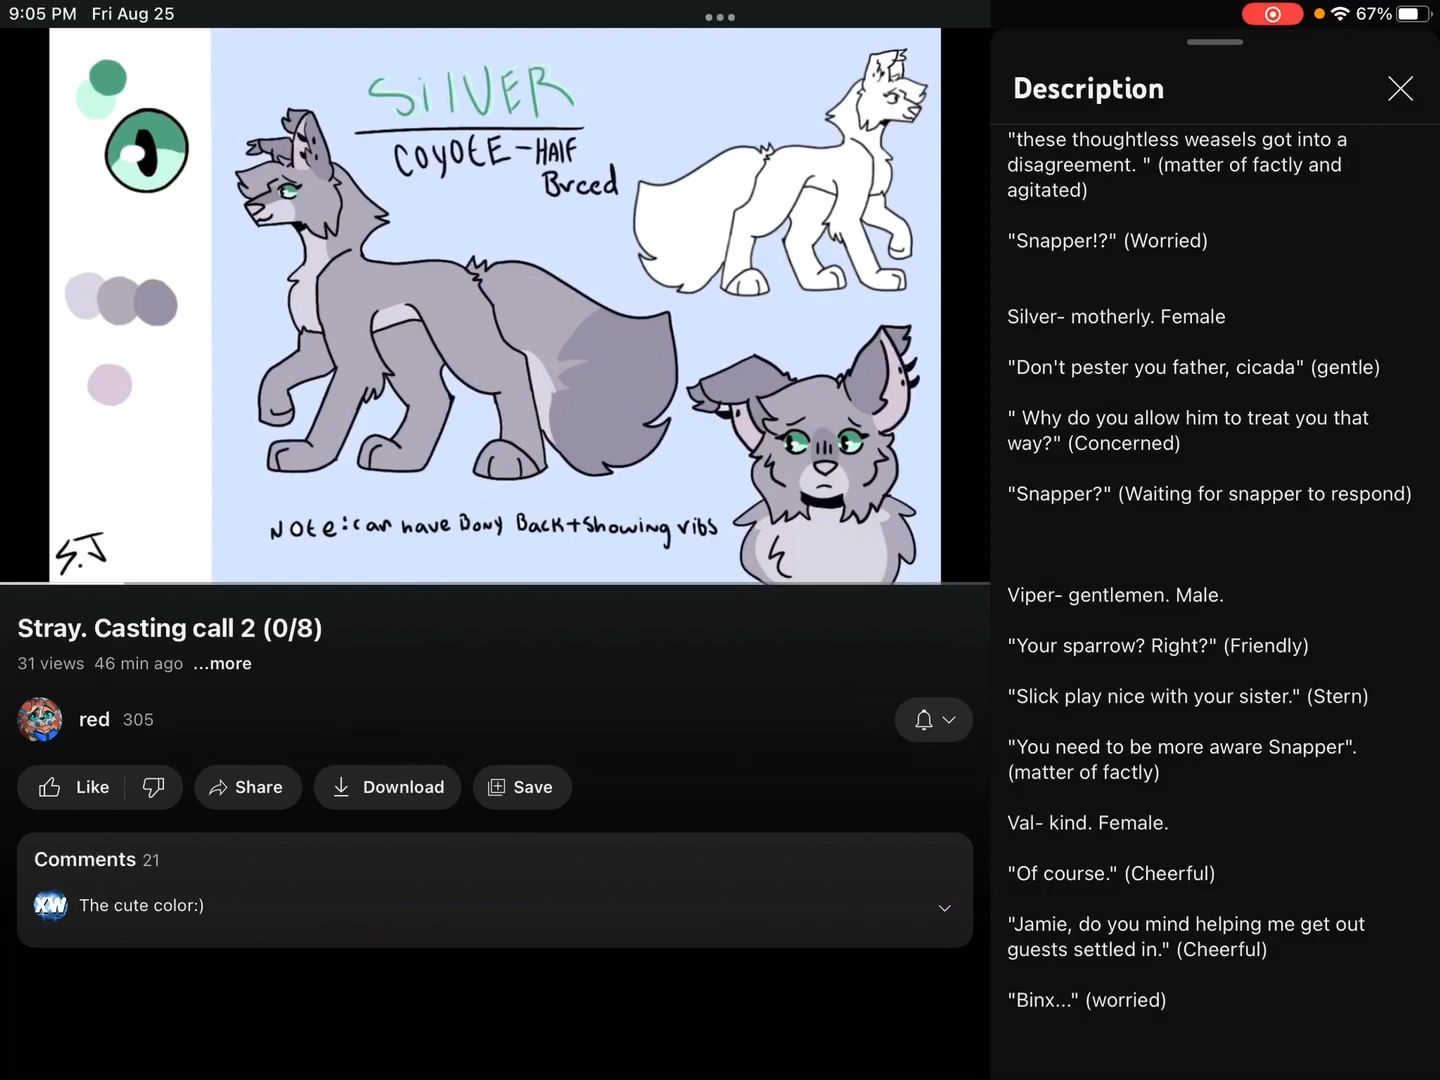 9:05 PM Fri Aug 25
67%
SilVER
COYOTE-HAlF
Breed
NOtE: can have Bony Back+showing ribs
S.J
Stray. Casting call 2 (0/8)
31 views 46 min ago ...more
red 305
Like
Share
Download
Save
Comments 21
XW
The cute color:)
Description
"these thoughtless weasels got into a
disagreement. " (matter of factly and
agitated)
"Snapper!?" (Worried)
Silver- motherly. Female
"Don't pester you father, cicada" (gentle)
" Why do you allow him to treat you that
way?" (Concerned)
"Snapper?" (Waiting for snapper to respond)
Viper- gentlemen. Male.
"Your sparrow? Right?" (Friendly)
"Slick play nice with your sister." (Stern)
"You need to be more aware Snapper".
(matter of factly)
Val- kind. Female.
"Of course." (Cheerful)
"Jamie, do you mind helping me get out
guests settled in." (Cheerful)
"Binx..." (worried)